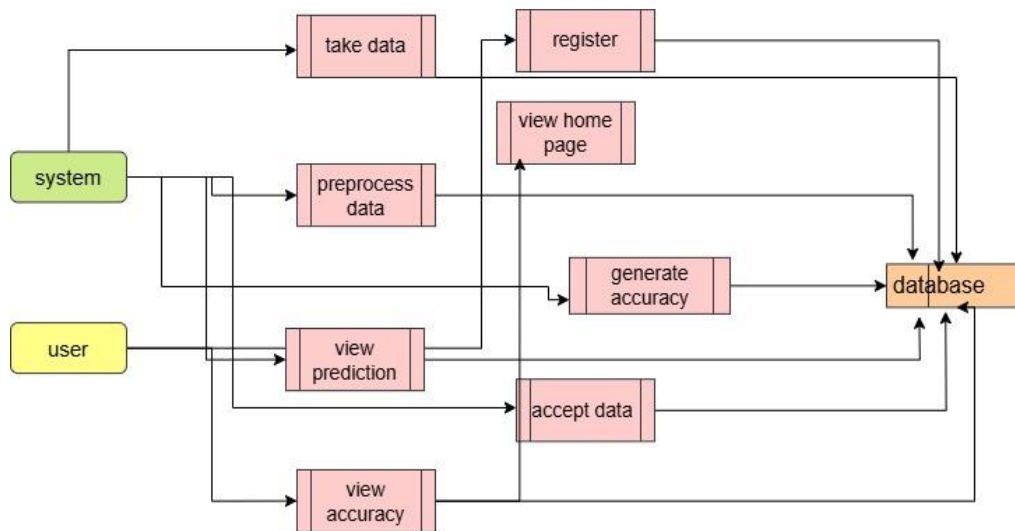 take data
register
view home
page
system
preprocess
data
generate
accuracy
database
user
view
prediction
accept data
view
accuracy